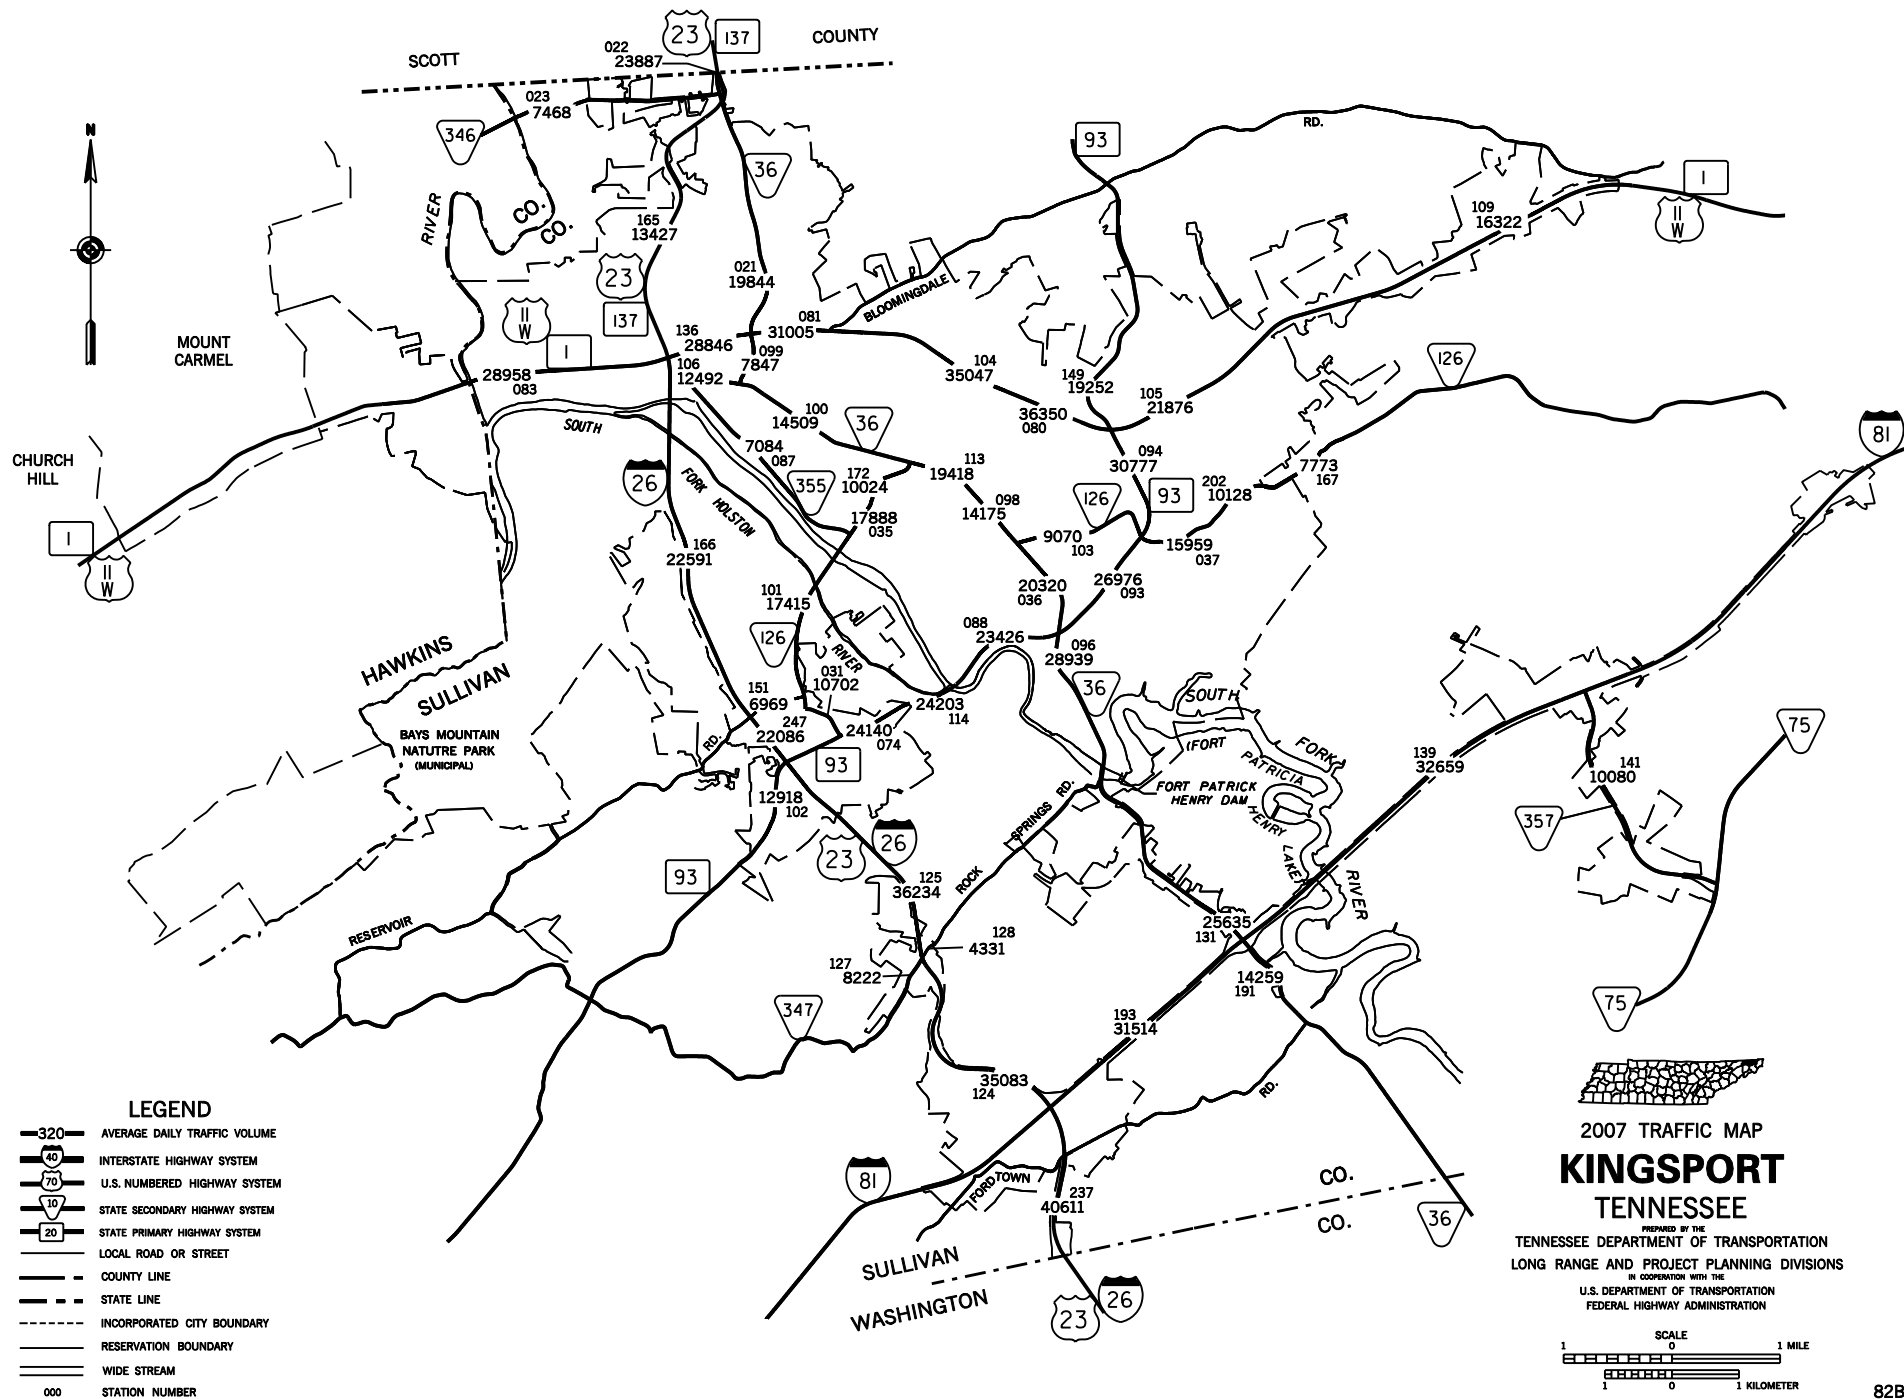 23
137
SCOTT
COUNTY
022
23887
023
7468
346
36
93
RD.
1
11
W
109
16322
N
RIVER
CO.
CO.
165
13427
23
137
021
19844
BLOOMINGDALE
11
W
1
MOUNT
CARMEL
136
28846
081
31005
099
7847
106
12492
28958
083
104
35047
149
19252
105
21876
36350
080
126
81
100
14509
36
SOUTH
7084
087
CHURCH
HILL
1
11
W
26
FORK HOLSTON
RIVER
355
172
10024
113
19418
098
14175
094
30777
126
93
202
10128
7773
167
17888
035
9070
103
15959
037
166
22591
20320
036
26976
093
101
17415
126
088
23426
096
28939
36
HAWKINS
SULLIVAN
BAYS MOUNTAIN
NATUTRE PARK
(MUNICIPAL)
031
10702
151
6969
RD.
247
22086
24203
114
24140
074
93
SOUTH
FORK
RIVER
(FORT
PATRICIA
HENRY
LAKE)
FORT PATRICK
HENRY DAM
139
32659
141
10080
75
357
12918
102
23
26
93
SPRINGS RD.
ROCK
125
36234
RESERVOIR
128
4331
127
8222
25635
131
14259
191
75
347
193
31514
35083
124
RD.
81
FORDTOWN
237
40611
CO.
CO.
36
SULLIVAN
WASHINGTON
23
26
LEGEND
320 AVERAGE DAILY TRAFFIC VOLUME
40 INTERSTATE HIGHWAY SYSTEM
70 U.S. NUMBERED HIGHWAY SYSTEM
10 STATE SECONDARY HIGHWAY SYSTEM
20 STATE PRIMARY HIGHWAY SYSTEM
LOCAL ROAD OR STREET
COUNTY LINE
STATE LINE
INCORPORATED CITY BOUNDARY
RESERVATION BOUNDARY
WIDE STREAM
000 STATION NUMBER
2007 TRAFFIC MAP
KINGSPORT
TENNESSEE
PREPARED BY THE
TENNESSEE DEPARTMENT OF TRANSPORTATION
LONG RANGE AND PROJECT PLANNING DIVISIONS
IN COOPERATION WITH THE
U.S. DEPARTMENT OF TRANSPORTATION
FEDERAL HIGHWAY ADMINISTRATION
SCALE
1 0 1 MILE
1 0 1 KILOMETER
82B